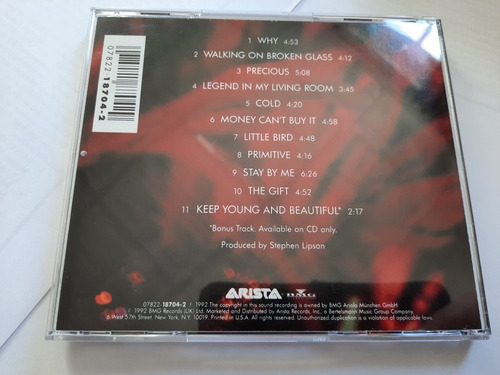 07822
18704-2
1 WHY 4:53
2 WALKING ON BROKEN GLASS 4:12
3 PRECIOUS 5:08
4 LEGEND IN MY LIVING ROOM 3:45
5 COLD 4:20
6 MONEY CAN'T BUY IT 4:58
7 LITTLE BIRD 4:48
8 PRIMITIVE 4:16
9 STAY BY ME 6:26
10 THE GIFT 4:52
11 KEEP YOUNG AND BEAUTIFUL* 2:17
*Bonus Track. Available on CD only.
Produced by Stephen Lipson
ARISTA BMG
07822-18704-2 ℗ 1992 The copyright in this sound recording is owned by BMG Ariola München GmbH
© 1992 BMG Records (UK) Ltd. Marketed and Distributed by Arista Records, Inc., a Bertelsmann Music Group Company,
6 West 57th Street, New York, N.Y. 10019. Printed in U.S.A. All rights reserved. Unauthorized duplication is a violation of applicable laws.